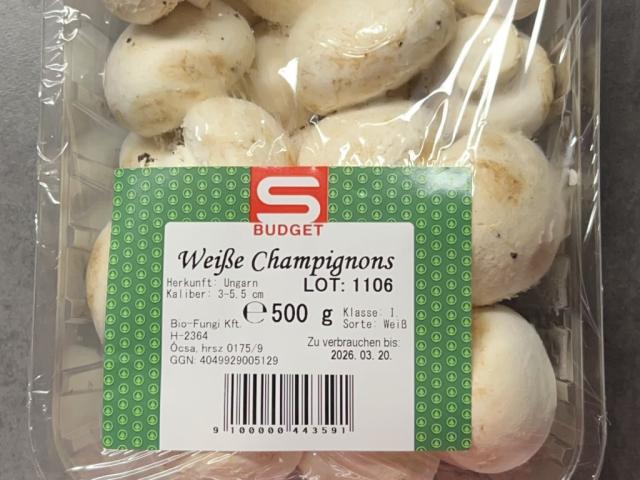 S
BUDGET
Weiße Champignons
Herkunft: Ungarn
LOT: 1106
Kaliber: 3-5,5 cm
℮ 500 g
Klasse: I.
Sorte: Weiß
Bio-Fungi Kft.
H-2364
Ócsa, hrsz 0175/9
GGN: 4049929005129
Zu verbrauchen bis:
2026. 03. 20.
9 100000 443591